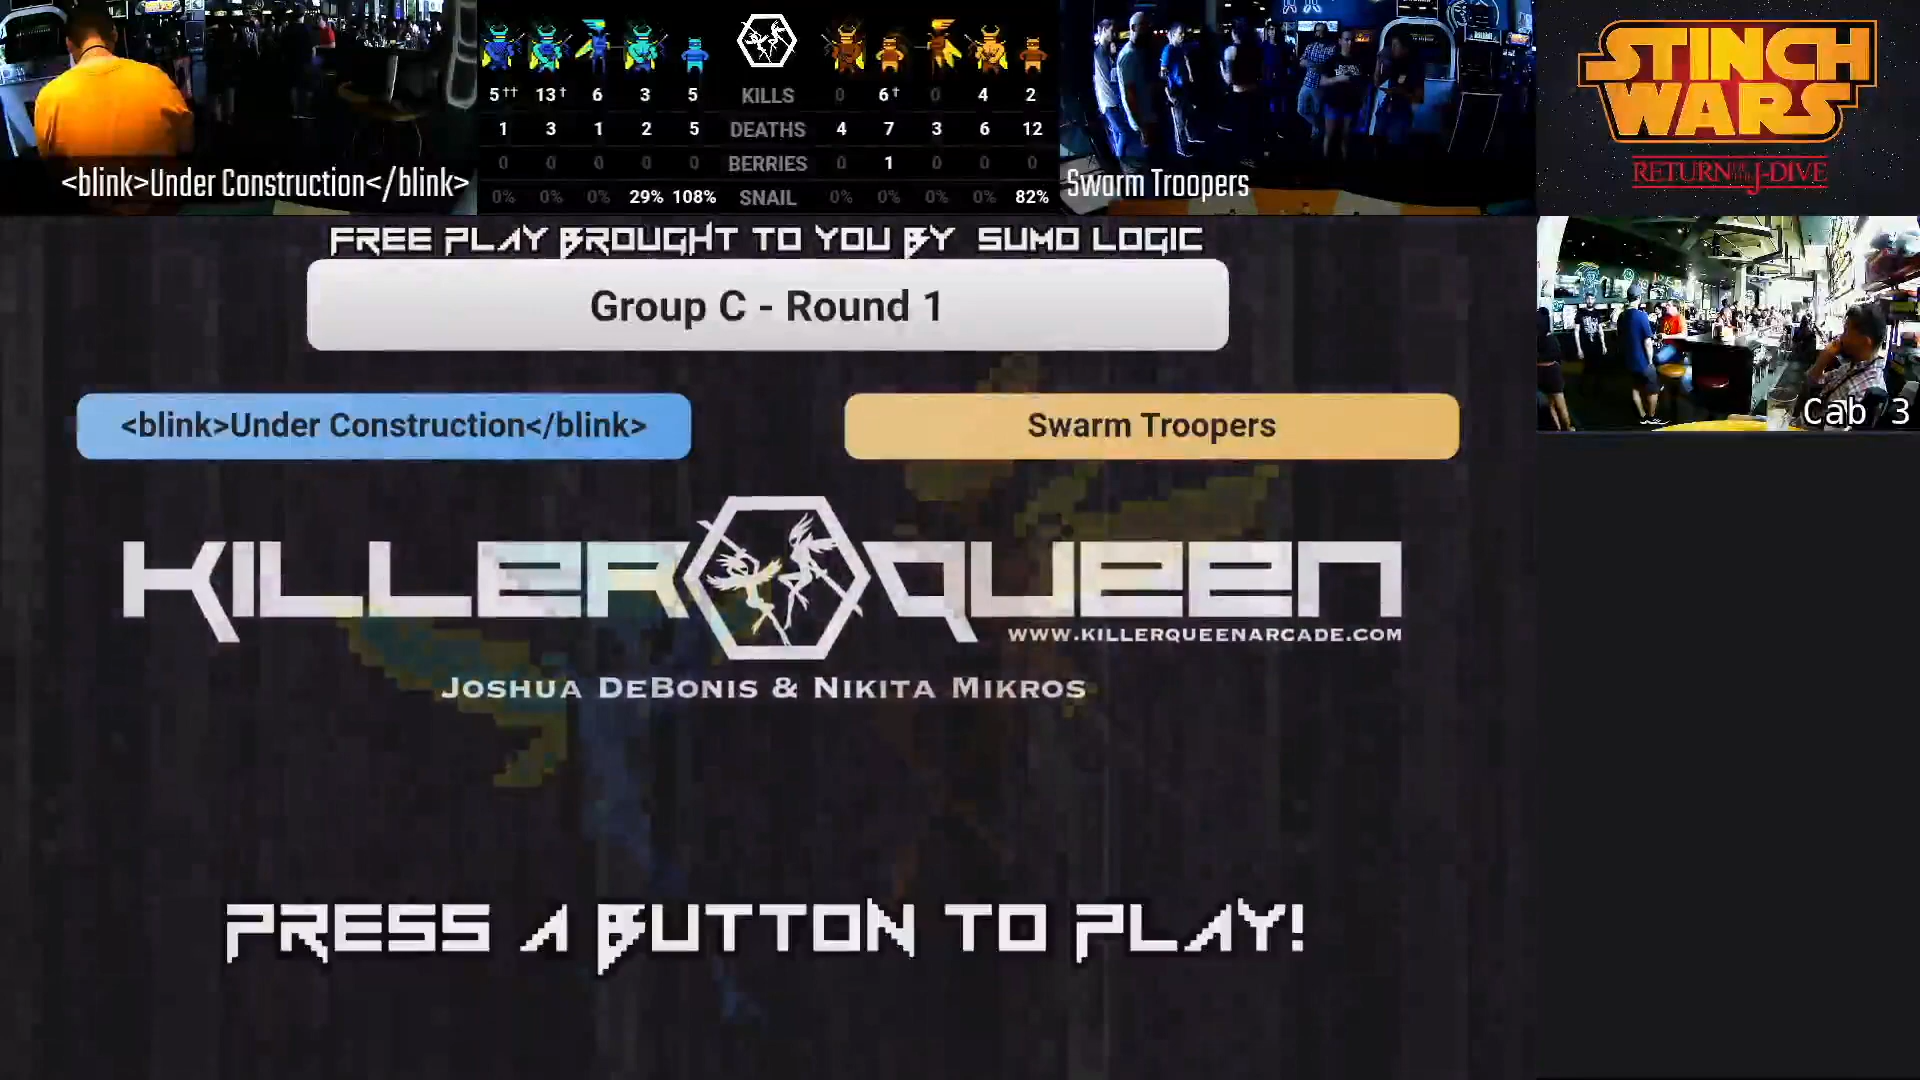 5†† 13† 6 3 5 KILLS 0 6† 0 4 2
1 3 1 2 5 DEATHS 4 7 3 6 12
0 0 0 0 0 BERRIES 0 1 0 0 0
0% 0% 0% 29% 108% SNAIL 0% 0% 0% 0% 82%
<blink>Under Construction</blink>
Swarm Troopers
STINCH
WARS
RETURN OF THE J-DIVE
FREE PLAY BROUGHT TO YOU BY SUMO LOGIC
Group C - Round 1
<blink>Under Construction</blink>
Swarm Troopers
Cab 3
KILLER QUEEN
WWW.KILLERQUEENARCADE.COM
JOSHUA DEBONIS & NIKITA MIKROS
PRESS A BUTTON TO PLAY!